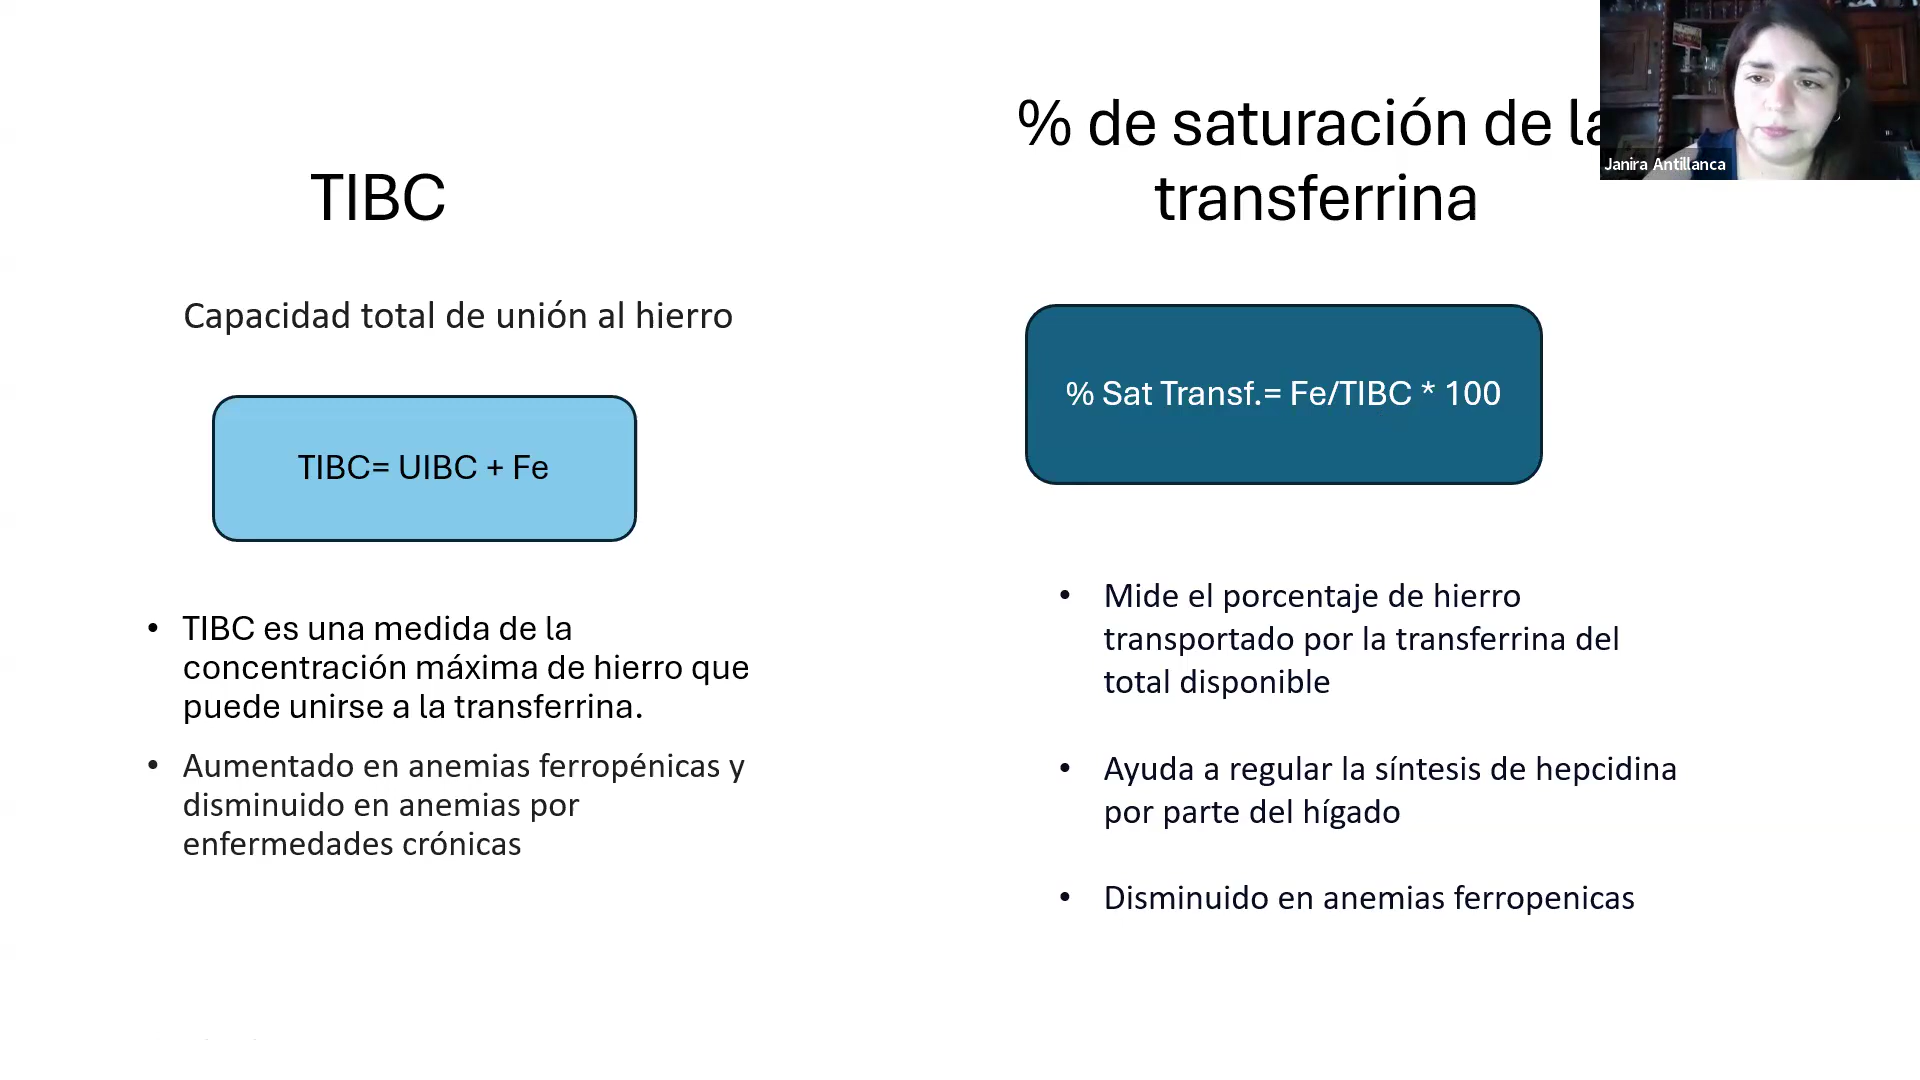 TIBC
Capacidad total de unión al hierro
TIBC= UIBC + Fe
• TIBC es una medida de la
concentración máxima de hierro que
puede unirse a la transferrina.
• Aumentado en anemias ferropénicas y
disminuido en anemias por
enfermedades crónicas
% de saturación de la
transferrina
% Sat Transf.= Fe/TIBC * 100
• Mide el porcentaje de hierro
transportado por la transferrina del
total disponible
• Ayuda a regular la síntesis de hepcidina
por parte del hígado
• Disminuido en anemias ferropenicas
Janira Antillanca